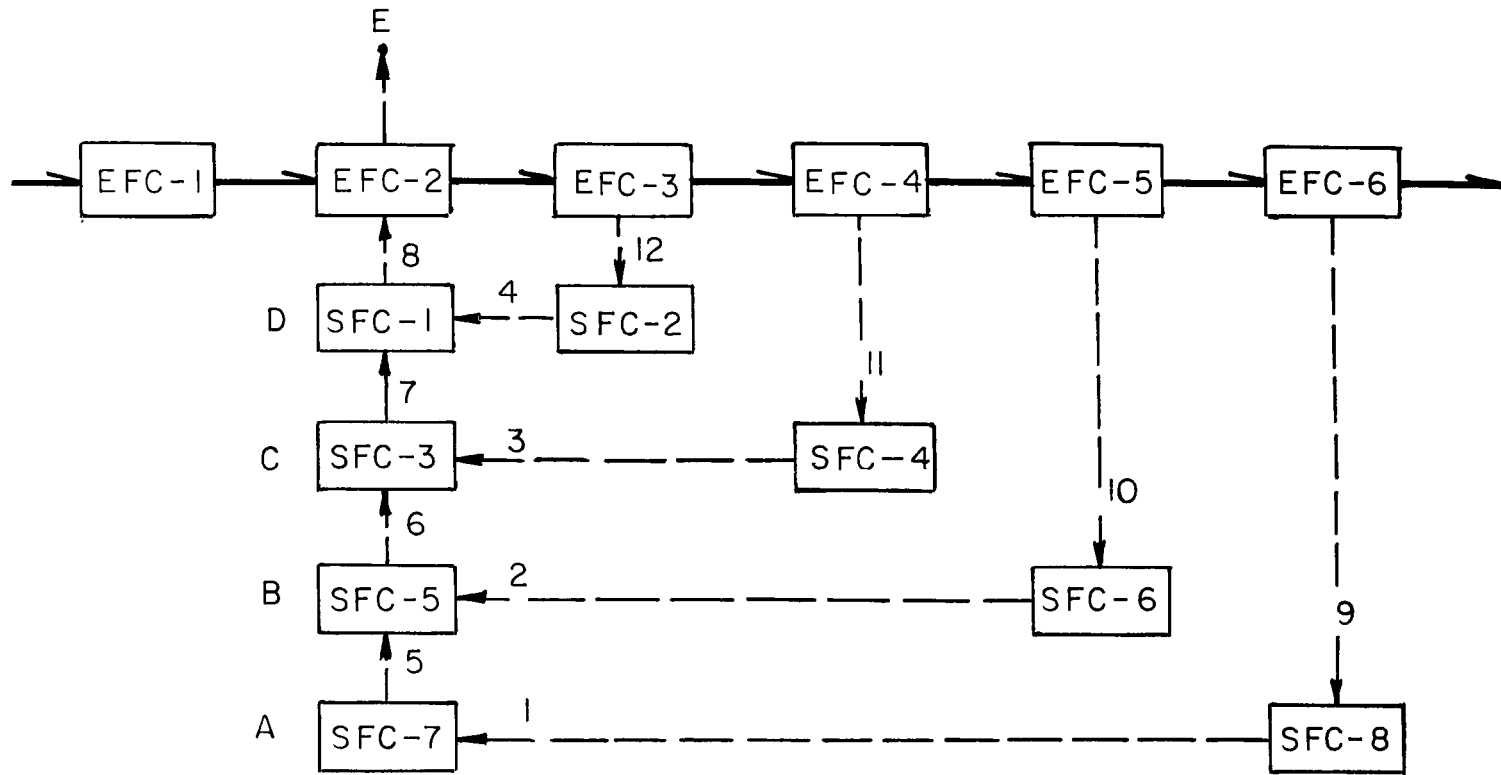 E
EFC-1 EFC-2 EFC-3 EFC-4 EFC-5 EFC-6
8 12
D SFC-1 4 SFC-2
7 11
C SFC-3 3 SFC-4
6 10
B SFC-5 2 SFC-6
5 9
A SFC-7 1 SFC-8